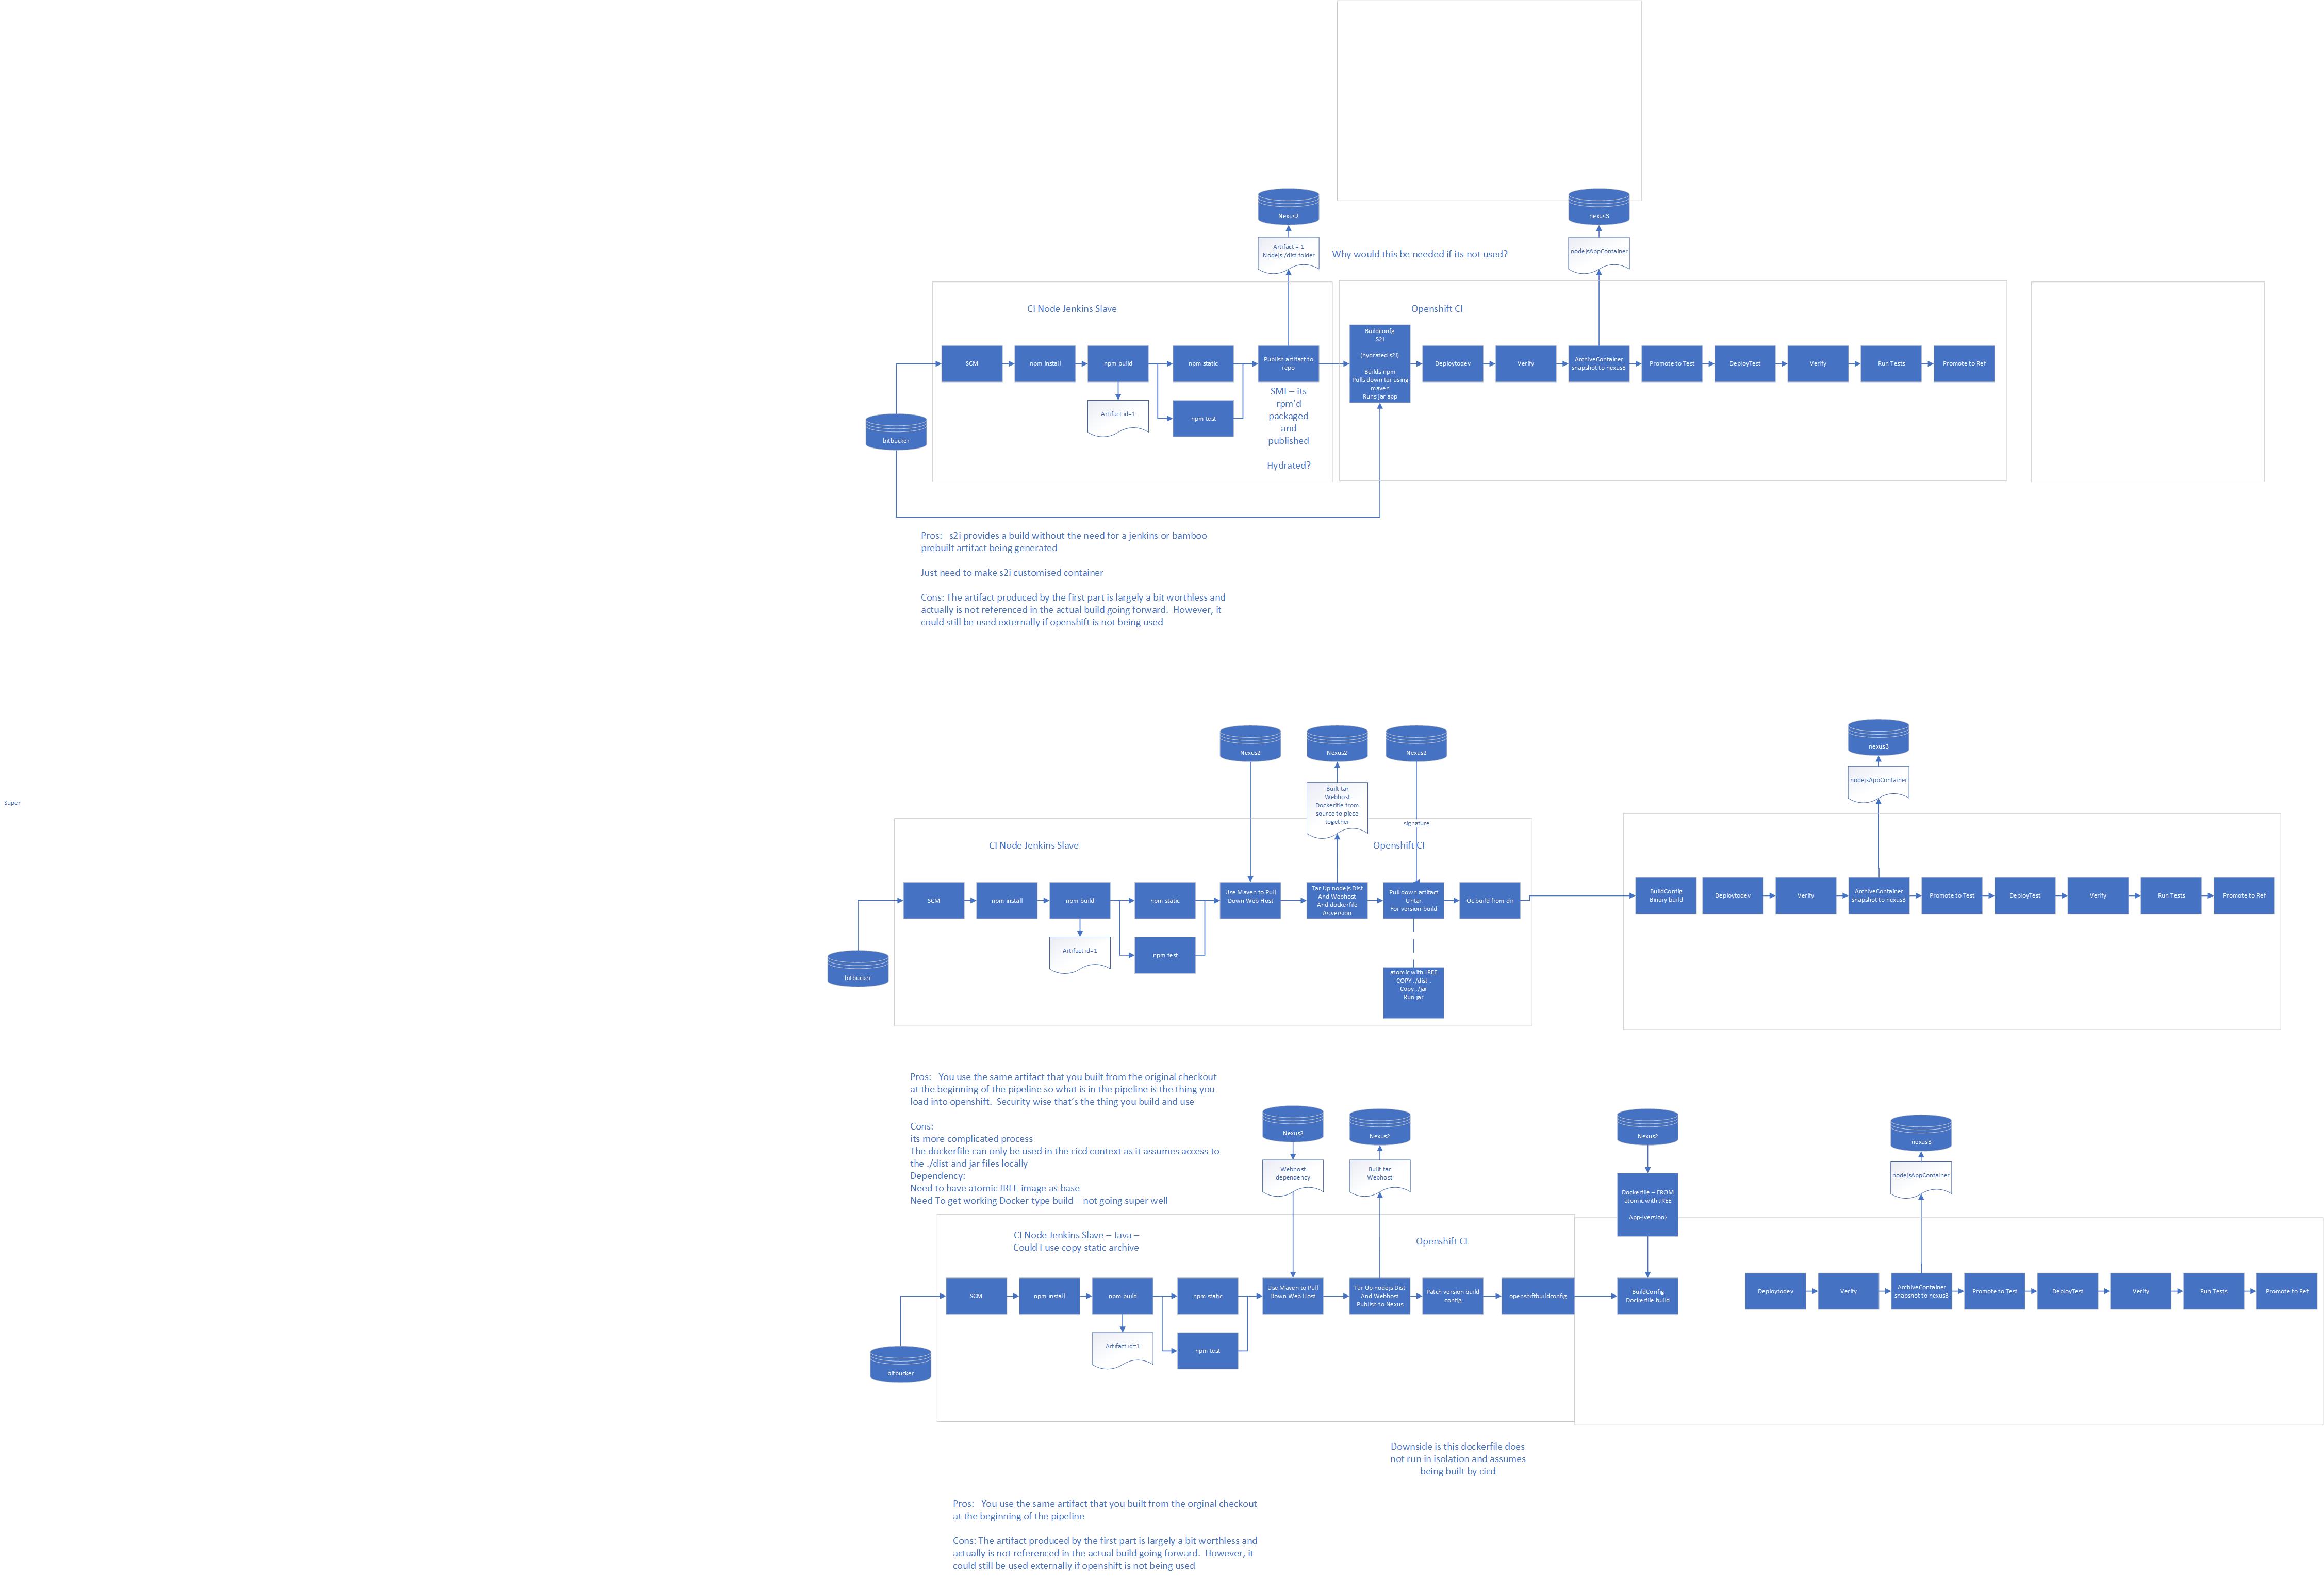 Nexus2
nexus3
Artifact = 1
Nodejs /dist folder
Why would this be needed if its not used?
nodejsAppContainer
CI Node Jenkins Slave
Openshift CI
SCM
npm install
npm build
npm static
Publish artifact to
repo
Buildconfg
S2i
(hydrated s2i)
Builds npm
Pulls down tar using
maven
Runs jar app
Deploytodev
Verify
ArchiveContainer
snapshot to nexus3
Promote to Test
DeployTest
Verify
Run Tests
Promote to Ref
Artifact id=1
npm test
SMI – its
rpm'd
packaged
and
published
Hydrated?
bitbucker
Pros:   s2i provides a build without the need for a jenkins or bamboo
prebuilt artifact being generated
Just need to make s2i customised container
Cons: The artifact produced by the first part is largely a bit worthless and
actually is not referenced in the actual build going forward.  However, it
could still be used externally if openshift is not being used
Nexus2
Nexus2
Nexus2
nexus3
nodejsAppContainer
Super
Built tar
Webhost
Dockerifle from
source to piece
together
signature
CI Node Jenkins Slave
Openshift CI
SCM
npm install
npm build
npm static
Use Maven to Pull
Down Web Host
Tar Up nodejs Dist
And Webhost
And dockerfile
As version
Pull down artifact
Untar
For version-build
Oc build from dir
BuildConfig
Binary build
Deploytodev
Verify
ArchiveContainer
snapshot to nexus3
Promote to Test
DeployTest
Verify
Run Tests
Promote to Ref
Artifact id=1
npm test
bitbucker
atomic with JREE
COPY ./dist .
Copy ./jar
Run jar
Pros:   You use the same artifact that you built from the original checkout
at the beginning of the pipeline so what is in the pipeline is the thing you
load into openshift.  Security wise that's the thing you build and use
Cons:
its more complicated process
The dockerfile can only be used in the cicd context as it assumes access to
the ./dist and jar files locally
Dependency:
Need to have atomic JREE image as base
Need To get working Docker type build – not going super well
Nexus2
Nexus2
Nexus2
nexus3
Webhost
dependency
Built tar
Webhost
Dockerfile – FROM
atomic with JREE
App-{version}
nodejsAppContainer
CI Node Jenkins Slave – Java –
Could I use copy static archive
Openshift CI
SCM
npm install
npm build
npm static
Use Maven to Pull
Down Web Host
Tar Up nodejs Dist
And Webhost
Publish to Nexus
Patch version build
config
openshiftbuildconfig
BuildConfig
Dockerfile build
Deploytodev
Verify
ArchiveContainer
snapshot to nexus3
Promote to Test
DeployTest
Verify
Run Tests
Promote to Ref
Artifact id=1
npm test
bitbucker
Downside is this dockerfile does
not run in isolation and assumes
being built by cicd
Pros:   You use the same artifact that you built from the orginal checkout
at the beginning of the pipeline
Cons: The artifact produced by the first part is largely a bit worthless and
actually is not referenced in the actual build going forward.  However, it
could still be used externally if openshift is not being used